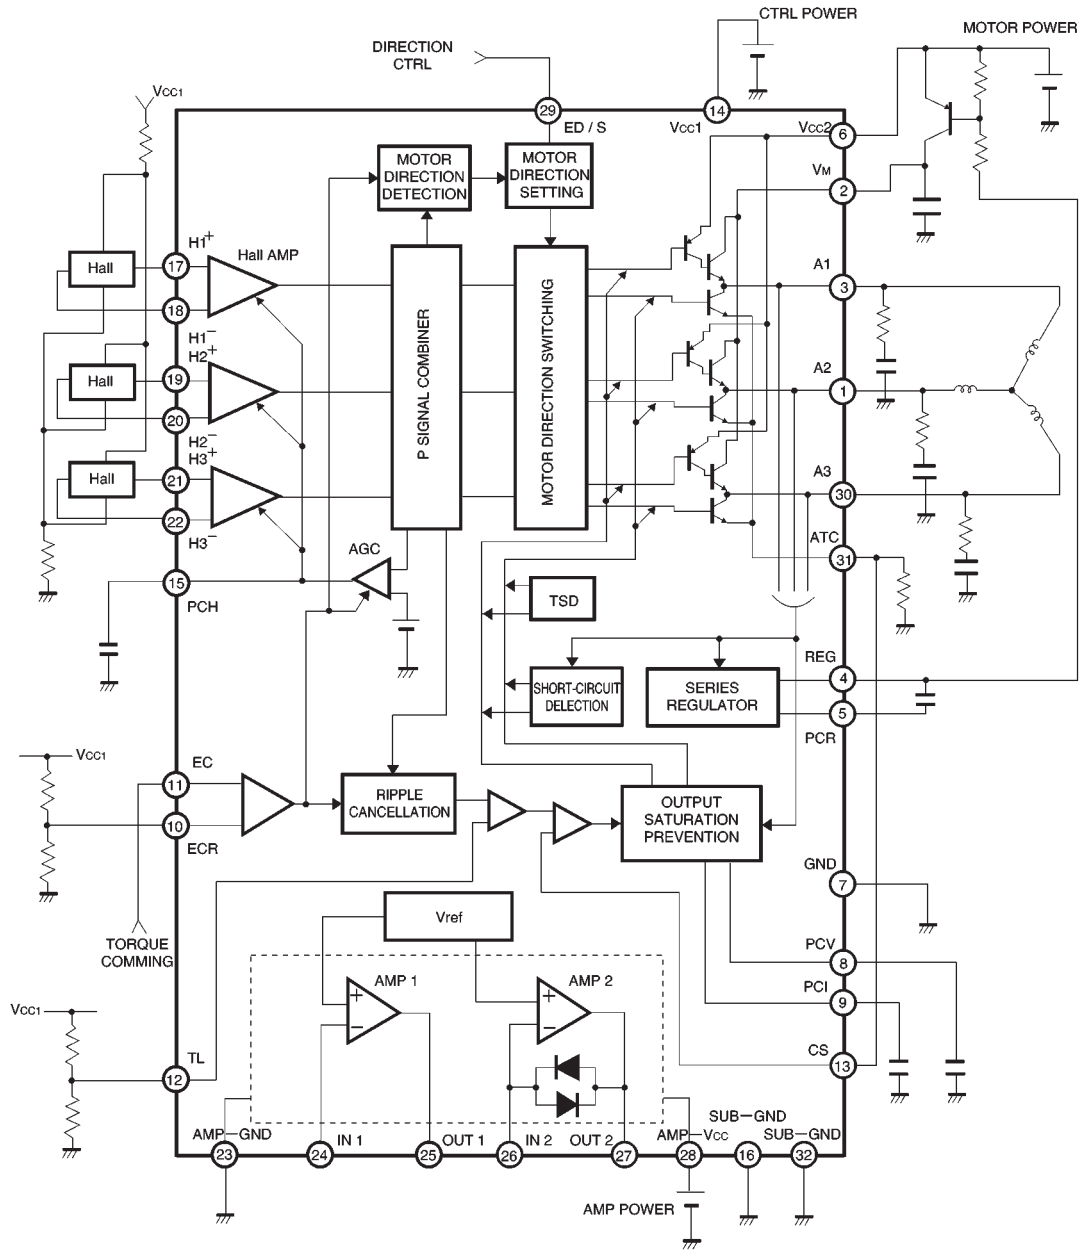 CTRL POWER
MOTOR POWER
DIRECTION
CTRL
VCC1
29
ED / S
14
VCC1
VCC2
6
MOTOR
DIRECTION
DETECTION
MOTOR
DIRECTION
SETTING
VM
2
H1+
Hall AMP
Hall
17
18
H1−
H2+
Hall
19
20
H2−
H3+
Hall
21
22
H3−
P SIGNAL COMBINER
MOTOR DIRECTION SWITCHING
A1
3
A2
1
A3
30
ATC
31
AGC
15
PCH
TSD
SHORT-CIRCUIT
DELECTION
SERIES
REGULATOR
REG
4
5
PCR
VCC1
EC
11
10
ECR
RIPPLE
CANCELLATION
OUTPUT
SATURATION
PREVENTION
GND
7
TORQUE
COMMING
Vref
PCV
8
PCI
9
AMP 1
+
−
AMP 2
+
−
VCC1
TL
12
CS
13
AMP−GND
23
IN 1
24
OUT 1
25
IN 2
26
OUT 2
27
AMP−VCC
28
SUB−GND
16
SUB−GND
32
AMP POWER